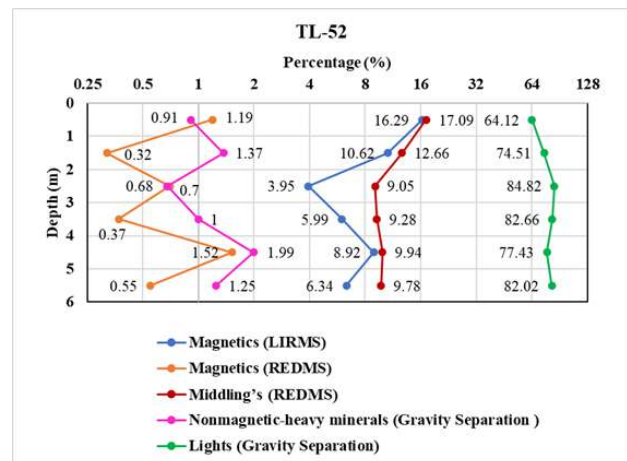 TL-52
Percentage (%)
0.25 0.5 1 2 4 8 16 32 64 128
Depth (m)
0
0.91 1.19 16.29 17.09 64.12
1
0.32 1.37 10.62 12.66 74.51
2
0.68 0.7 3.95 9.05 84.82
3
0.37 1 5.99 9.28 82.66
4
1.52 1.99 8.92 9.94 77.43
5
0.55 1.25 6.34 9.78 82.02
6
Magnetics (LIRMS)
Magnetics (REDMS)
Middling's (REDMS)
Nonmagnetic-heavy minerals (Gravity Separation )
Lights (Gravity Separation)